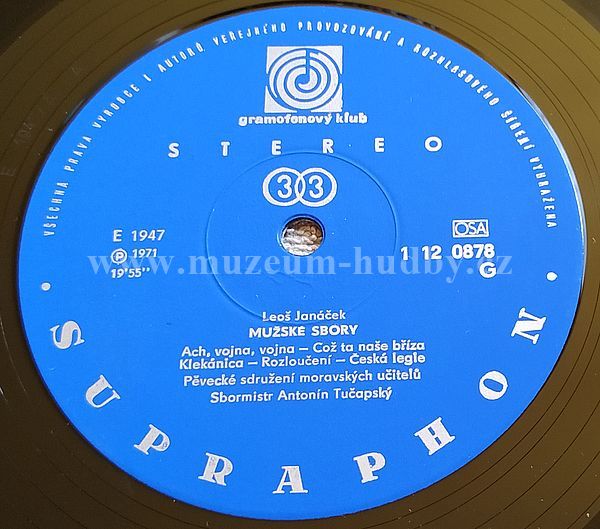 VŠECHNA PRÁVA VÝROBCE I AUTORŮ VEŘEJNÉHO PROVOZOVÁNÍ A ROZHLASOVÉHO ŠÍŘENÍ VYHRAŽENA
gramofonový klub
STEREO
33
E 1947
Ⓟ 1971
19'55''
OSA
1 12 0878
G
www.muzeum-hudby.cz
Leoš Janáček
MUŽSKÉ SBORY
Ach, vojna, vojna – Což ta naše bříza
Klekánica – Rozloučení – Česká legie
Pěvecké sdružení moravských učitelů
Sbormistr Antonín Tučapský
• SUPRAPHON •